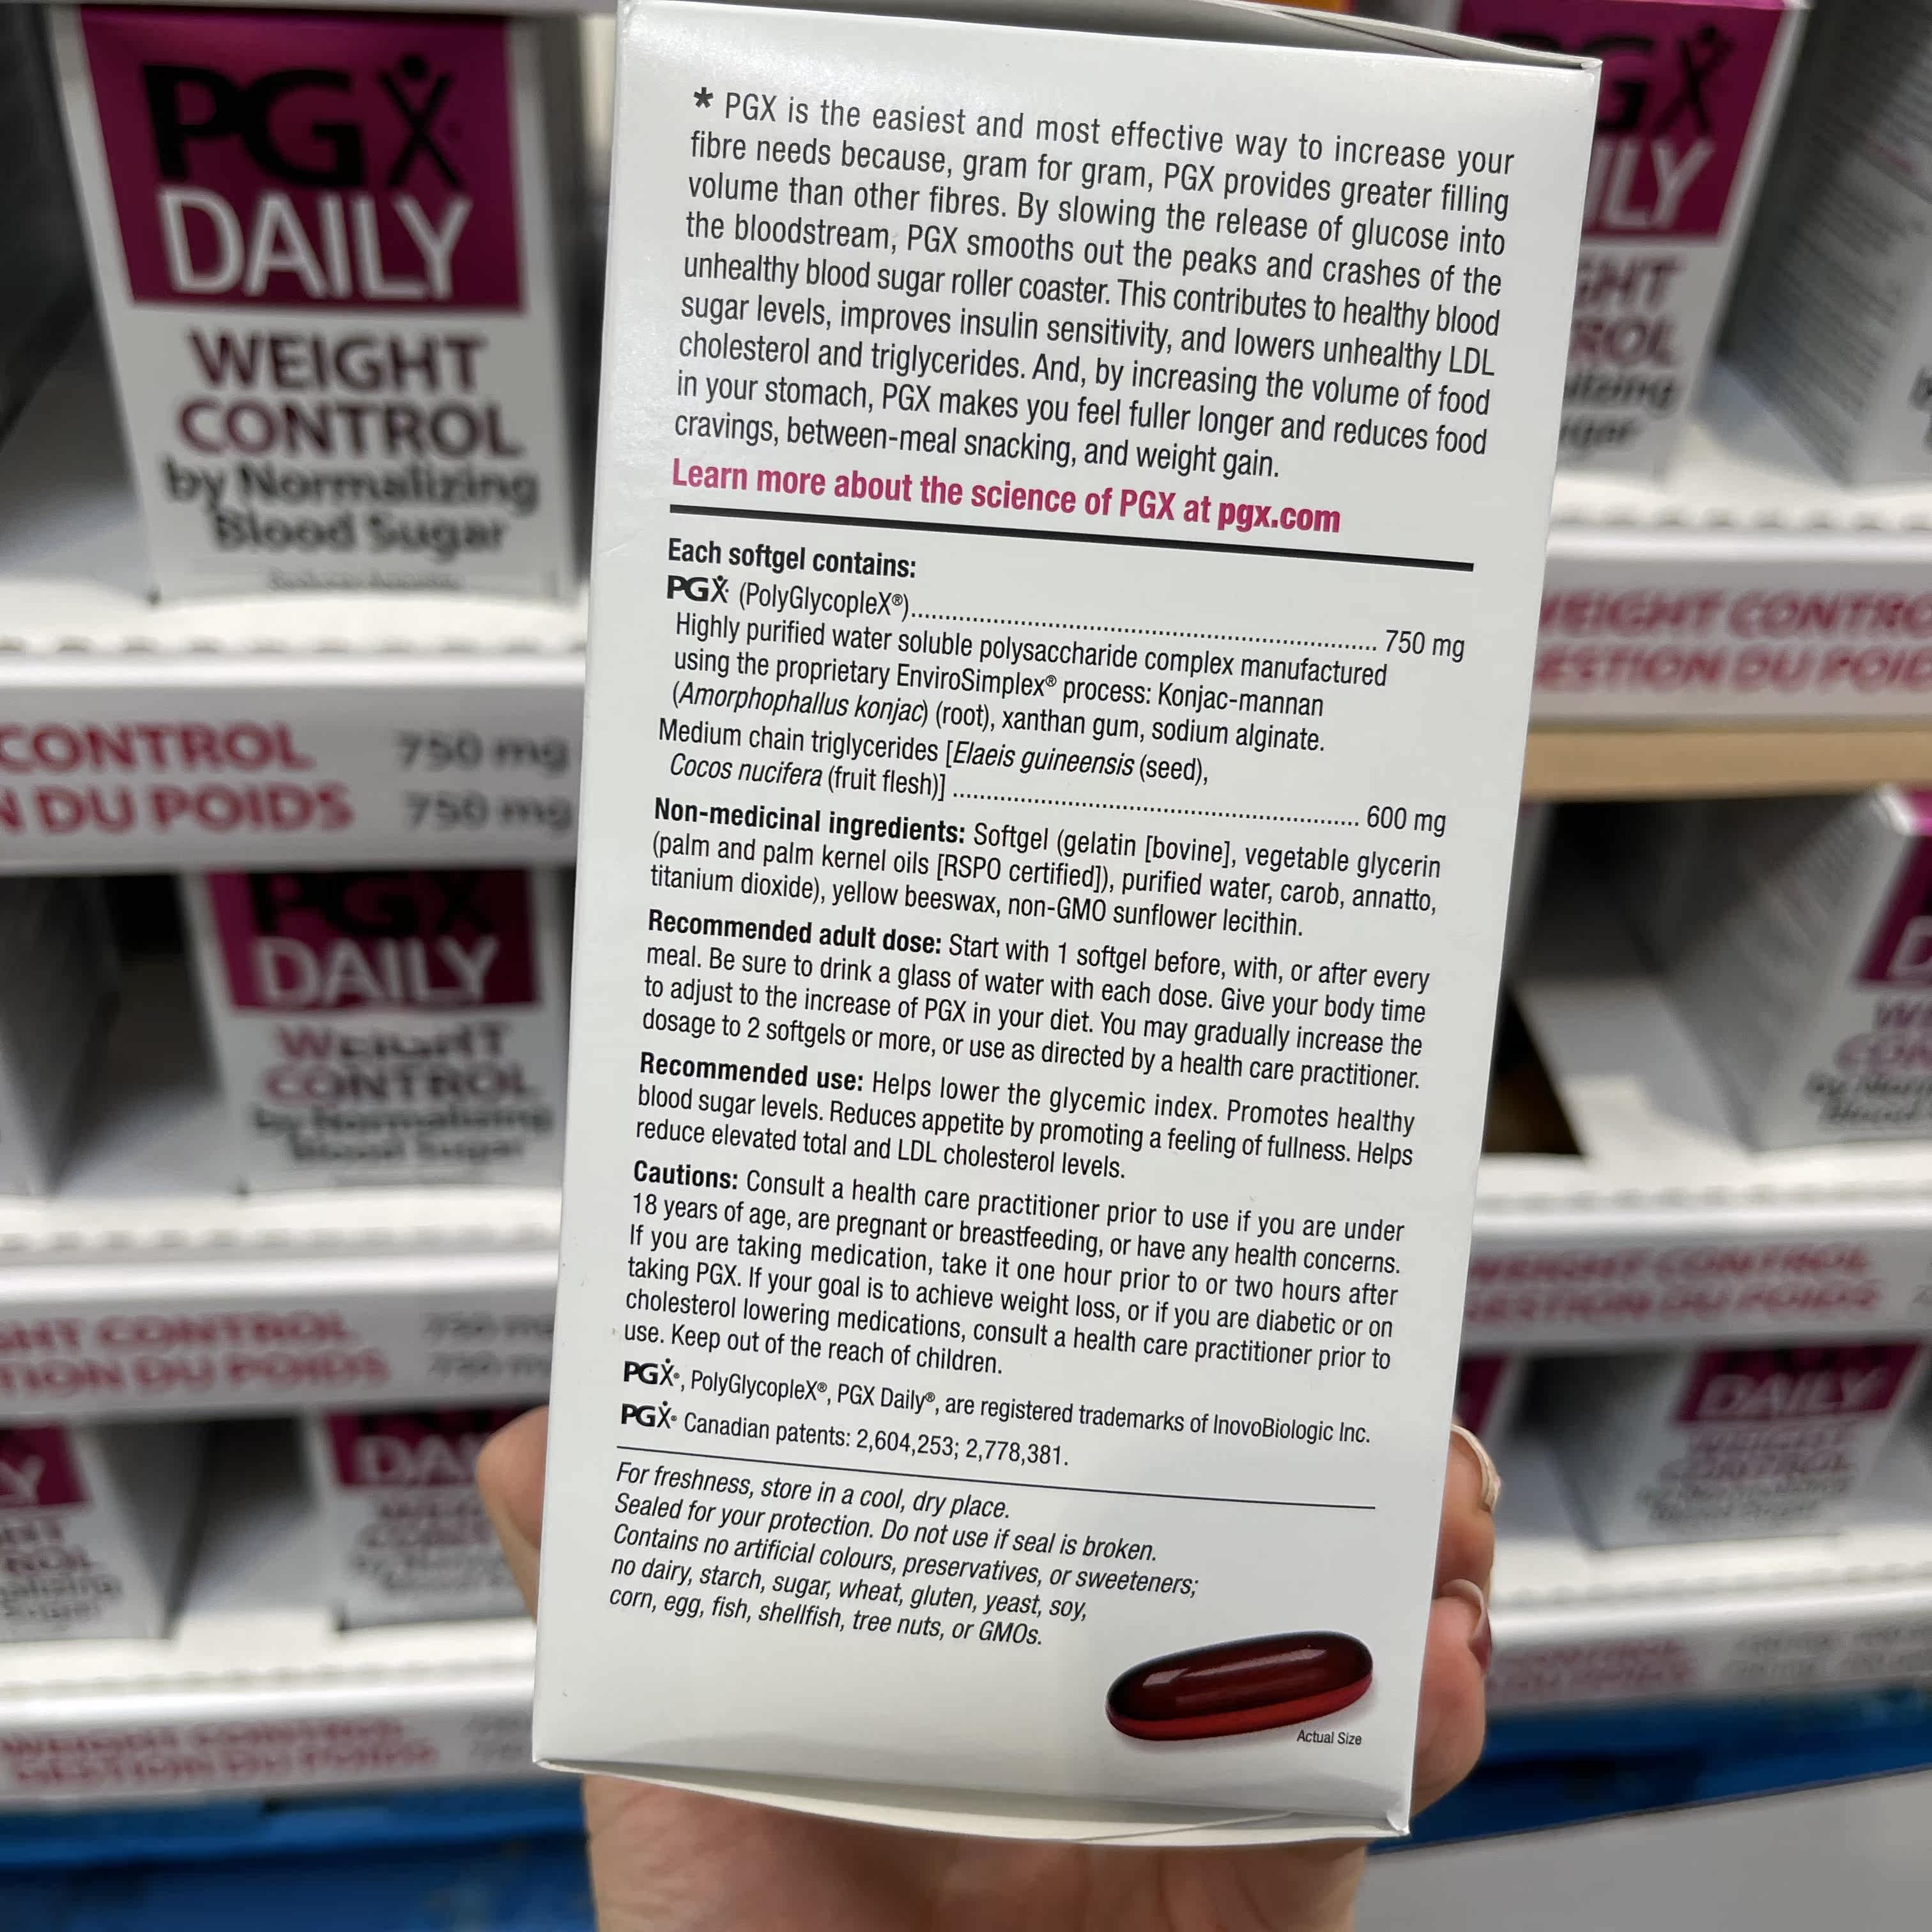 PGX
DAILY
WEIGHT
CONTROL
by Normalizing
Blood Sugar
CONTROL 750 mg
DU POIDS 750 mg
PGX
DAILY
WEIGHT
CONTROL
by Normalizing
Blood Sugar
* PGX is the easiest and most effective way to increase your
fibre needs because, gram for gram, PGX provides greater filling
volume than other fibres. By slowing the release of glucose into
the bloodstream, PGX smooths out the peaks and crashes of the
unhealthy blood sugar roller coaster. This contributes to healthy blood
sugar levels, improves insulin sensitivity, and lowers unhealthy LDL
cholesterol and triglycerides. And, by increasing the volume of food
in your stomach, PGX makes you feel fuller longer and reduces food
cravings, between-meal snacking, and weight gain.
Learn more about the science of PGX at pgx.com
Each softgel contains:
PGX (PolyGlycopleX®)........................................................................ 750 mg
Highly purified water soluble polysaccharide complex manufactured
using the proprietary EnviroSimplex® process: Konjac-mannan
(Amorphophallus konjac) (root), xanthan gum, sodium alginate.
Medium chain triglycerides [Elaeis guineensis (seed),
Cocos nucifera (fruit flesh)] ............................................................ 600 mg
Non-medicinal ingredients: Softgel (gelatin [bovine], vegetable glycerin
(palm and palm kernel oils [RSPO certified]), purified water, carob, annatto,
titanium dioxide), yellow beeswax, non-GMO sunflower lecithin.
Recommended adult dose: Start with 1 softgel before, with, or after every
meal. Be sure to drink a glass of water with each dose. Give your body time
to adjust to the increase of PGX in your diet. You may gradually increase the
dosage to 2 softgels or more, or use as directed by a health care practitioner.
Recommended use: Helps lower the glycemic index. Promotes healthy
blood sugar levels. Reduces appetite by promoting a feeling of fullness. Helps
reduce elevated total and LDL cholesterol levels.
Cautions: Consult a health care practitioner prior to use if you are under
18 years of age, are pregnant or breastfeeding, or have any health concerns.
If you are taking medication, take it one hour prior to or two hours after
taking PGX. If your goal is to achieve weight loss, or if you are diabetic or on
cholesterol lowering medications, consult a health care practitioner prior to
use. Keep out of the reach of children.
PGX®, PolyGlycopleX®, PGX Daily®, are registered trademarks of InovoBiologic Inc.
PGX® Canadian patents: 2,604,253; 2,778,381.
For freshness, store in a cool, dry place.
Sealed for your protection. Do not use if seal is broken.
Contains no artificial colours, preservatives, or sweeteners;
no dairy, starch, sugar, wheat, gluten, yeast, soy,
corn, egg, fish, shellfish, tree nuts, or GMOs.
Actual Size